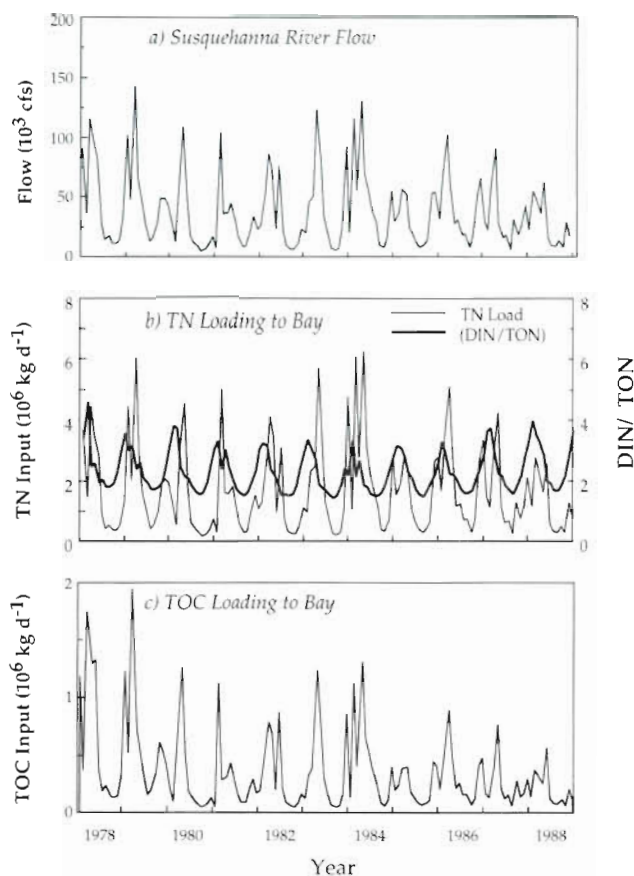 200
a) Susquehanna River Flow
150
100
50
0
Flow (10³ cfs)
8
b) TN Loading to Bay
TN Load
(DIN/TON)
8
6
6
4
4
2
2
0
0
TN Input (10⁶ kg d⁻¹)
DIN/ TON
2
c) TOC Loading to Bay
1
0
TOC Input (10⁶ kg d⁻¹)
1978
1980
1982
1984
1986
1988
Year